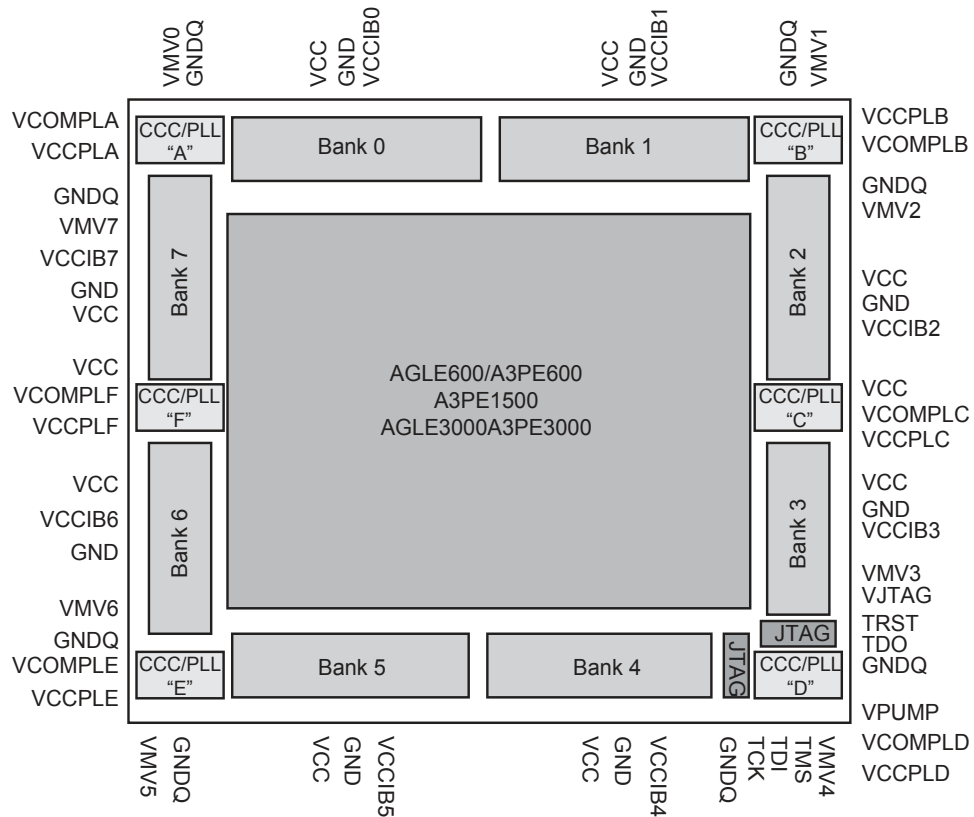 VMV0
GNDQ
VCC
GND
VCCIB0
VCC
GND
VCCIB1
GNDQ
VMV1
VCOMPLA
VCCPLA
GNDQ
VMV7
VCCIB7
GND
VCC
VCC
VCOMPLF
VCCPLF
VCC
VCCIB6
GND
VMV6
GNDQ
VCOMPLE
VCCPLE
CCC/PLL
“A”
Bank 0
Bank 1
CCC/PLL
“B”
Bank 7
Bank 2
AGLE600/A3PE600
A3PE1500
AGLE3000A3PE3000
CCC/PLL
“F”
CCC/PLL
“C”
Bank 6
Bank 3
JTAG
CCC/PLL
“E”
Bank 5
Bank 4
JTAG
CCC/PLL
“D”
VCCPLB
VCOMPLB
GNDQ
VMV2
VCC
GND
VCCIB2
VCC
VCOMPLC
VCCPLC
VCC
GND
VCCIB3
VMV3
VJTAG
TRST
TDO
GNDQ
VPUMP
VCOMPLD
VCCPLD
VMV5
GNDQ
VCC
GND
VCCIB5
VCC
GND
VCCIB4
GNDQ
TCK
TDI
TMS
VMV4